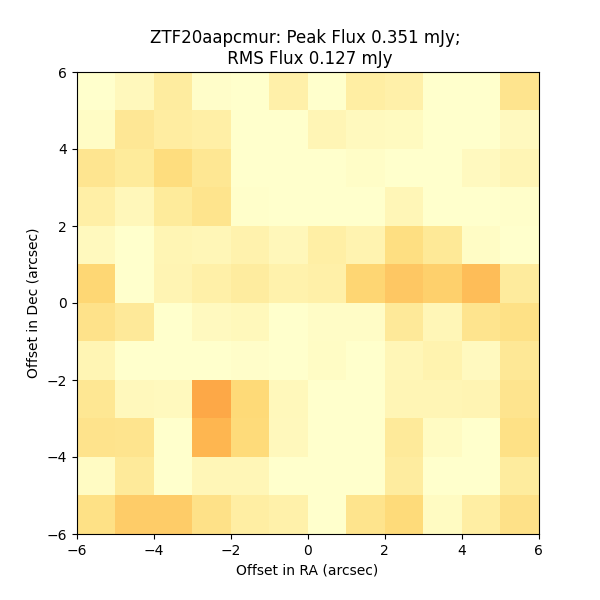 ZTF20aapcmur: Peak Flux 0.351 mJy;
RMS Flux 0.127 mJy
6
4
2
0
−2
−4
−6
Offset in Dec (arcsec)
−6 −4 −2 0 2 4 6
Offset in RA (arcsec)